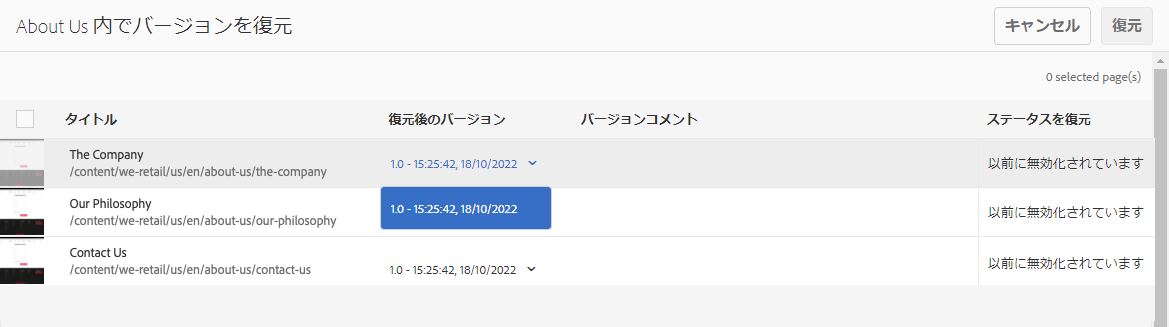 About Us 内でバージョンを復元
キャンセル
復元
0 selected page(s)
タイトル
復元後のバージョン
バージョンコメント
ステータスを復元
The Company
/content/we-retail/us/en/about-us/the-company
1.0 - 15:25:42, 18/10/2022
以前に無効化されています
Our Philosophy
/content/we-retail/us/en/about-us/our-philosophy
1.0 - 15:25:42, 18/10/2022
以前に無効化されています
Contact Us
/content/we-retail/us/en/about-us/contact-us
1.0 - 15:25:42, 18/10/2022
以前に無効化されています